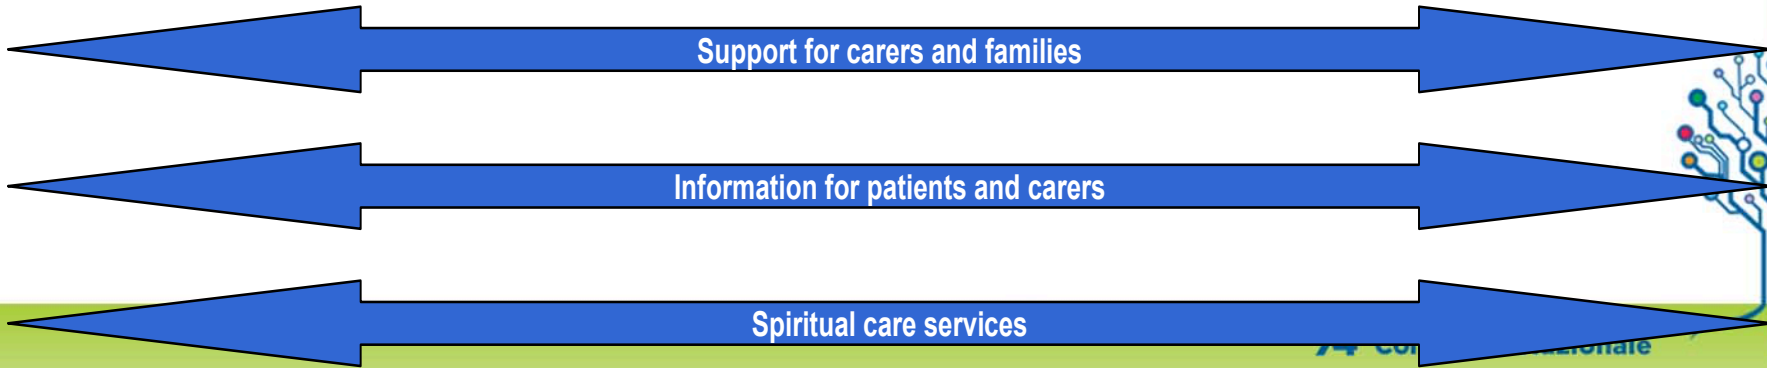 Support for carers and families
Information for patients and carers
Spiritual care services